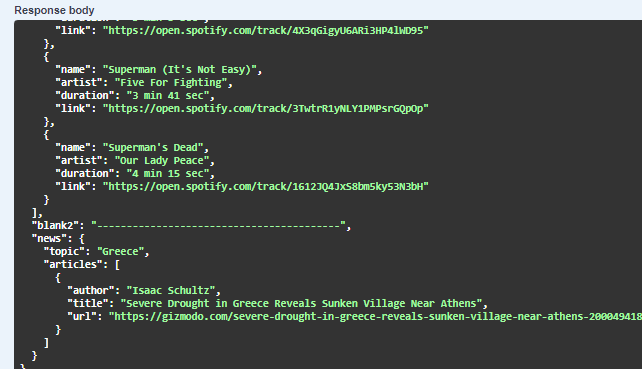 Response body
"link": "https://open.spotify.com/track/4X3qGigyU6ARi3HP4lWD95"
},
{
"name": "Superman (It's Not Easy)",
"artist": "Five For Fighting",
"duration": "3 min 41 sec",
"link": "https://open.spotify.com/track/3TwtrR1yNLY1PMPsrGQpOp"
},
{
"name": "Superman's Dead",
"artist": "Our Lady Peace",
"duration": "4 min 15 sec",
"link": "https://open.spotify.com/track/1612JQ4JxS8bm5ky53N3bH"
}
],
"blank2": "-----------------------------------------",
"news": {
"topic": "Greece",
"articles": [
{
"author": "Isaac Schultz",
"title": "Severe Drought in Greece Reveals Sunken Village Near Athens",
"url": "https://gizmodo.com/severe-drought-in-greece-reveals-sunken-village-near-athens-200049418
}
]
}
}